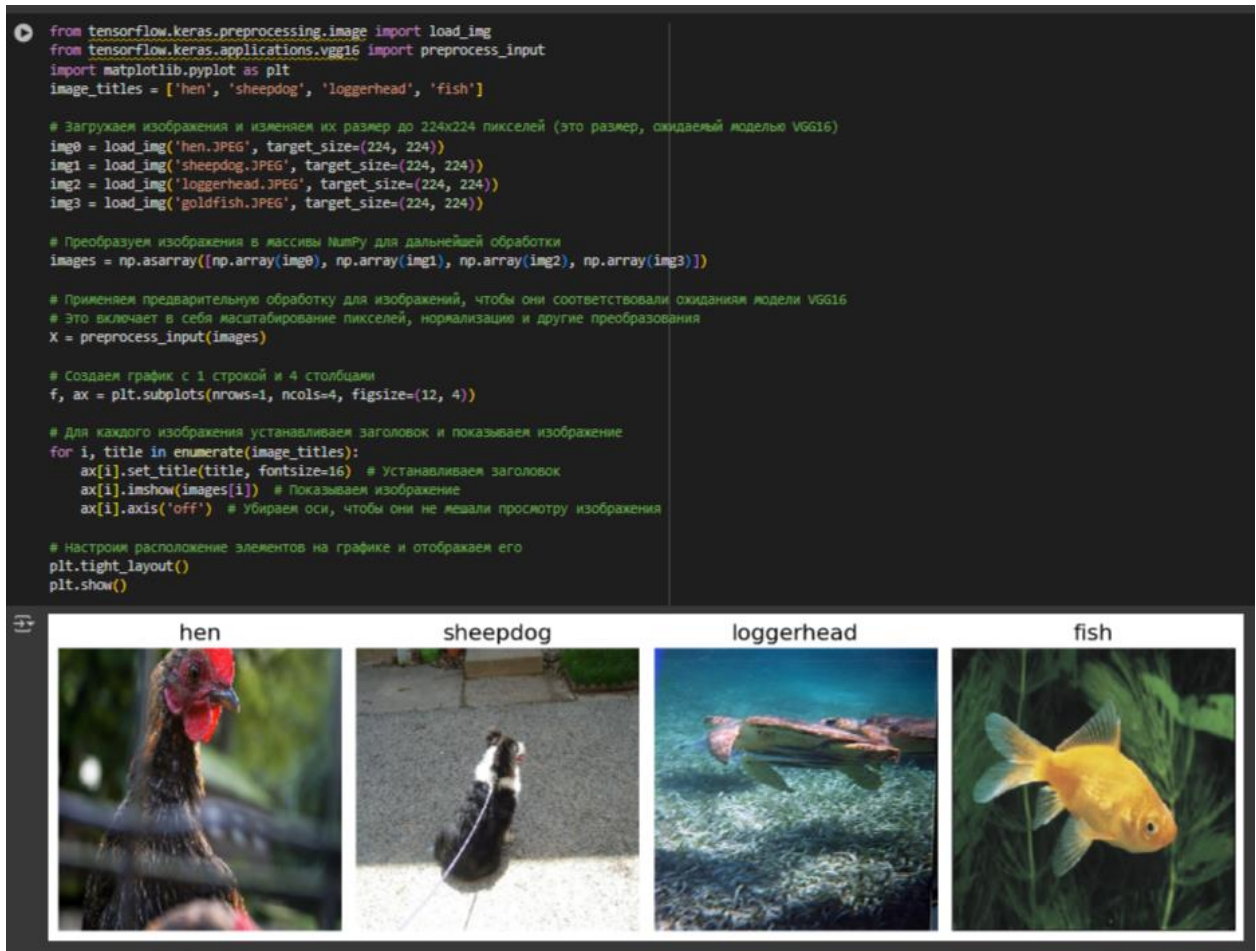 from tensorflow.keras.preprocessing.image import load_img
from tensorflow.keras.applications.vgg16 import preprocess_input
import matplotlib.pyplot as plt
image_titles = ['hen', 'sheepdog', 'loggerhead', 'fish']
# Загружаем изображения и изменяем их размер до 224x224 пикселей (это размер, ожидаемый моделью VGG16)
img0 = load_img('hen.JPEG', target_size=(224, 224))
img1 = load_img('sheepdog.JPEG', target_size=(224, 224))
img2 = load_img('loggerhead.JPEG', target_size=(224, 224))
img3 = load_img('goldfish.JPEG', target_size=(224, 224))
# Преобразуем изображения в массивы NumPy для дальнейшей обработки
images = np.asarray([np.array(img0), np.array(img1), np.array(img2), np.array(img3)])
# Применяем предварительную обработку для изображений, чтобы они соответствовали ожиданиям модели VGG16
# Это включает в себя масштабирование пикселей, нормализацию и другие преобразования
X = preprocess_input(images)
# Создаем график с 1 строкой и 4 столбцами
f, ax = plt.subplots(nrows=1, ncols=4, figsize=(12, 4))
# Для каждого изображения устанавливаем заголовок и показываем изображение
for i, title in enumerate(image_titles):
    ax[i].set_title(title, fontsize=16)  # Устанавливаем заголовок
    ax[i].imshow(images[i])  # Показываем изображение
    ax[i].axis('off')  # Убираем оси, чтобы они не мешали просмотру изображения
# Настроим расположение элементов на графике и отображаем его
plt.tight_layout()
plt.show()
hen sheepdog loggerhead fish